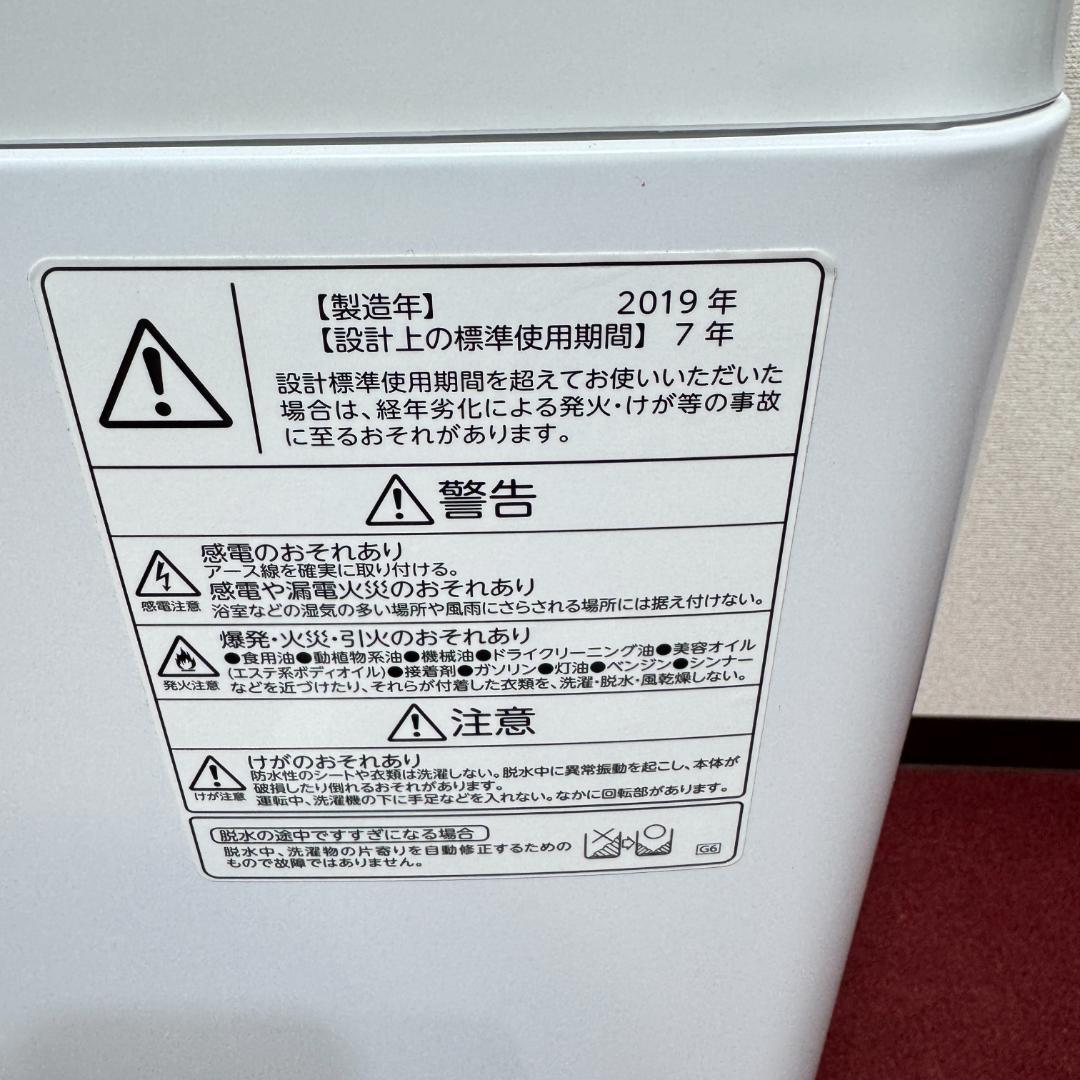 【製造年】 2019 年
【設計上の標準使用期間】 7 年
設計標準使用期間を超えてお使いいただいた
場合は、経年劣化による発火・けが等の事故
に至るおそれがあります。
警告
感電のおそれあり
アース線を確実に取り付ける。
感電や漏電火災のおそれあり
浴室などの湿気の多い場所や風雨にさらされる場所には据え付けない。
感電注意
爆発・火災・引火のおそれあり
●食用油●動植物系油●機械油●ドライクリーニング油●美容オイル
(エステ系ボディオイル)●接着剤●ガソリン●灯油●ベンジン●シンナー
などを近づけたり、それらが付着した衣類を、洗濯・脱水・風乾燥しない。
発火注意
注意
けがのおそれあり
防水性のシートや衣類は洗濯しない。脱水中に異常振動を起こし、本体が
破損したり倒れるおそれがあります。
運転中、洗濯機の下に手足などを入れない。なかに回転部があります。
けが注意
脱水の途中ですすぎになる場合
脱水中、洗濯物の片寄りを自動修正するための
もので故障ではありません。
G6